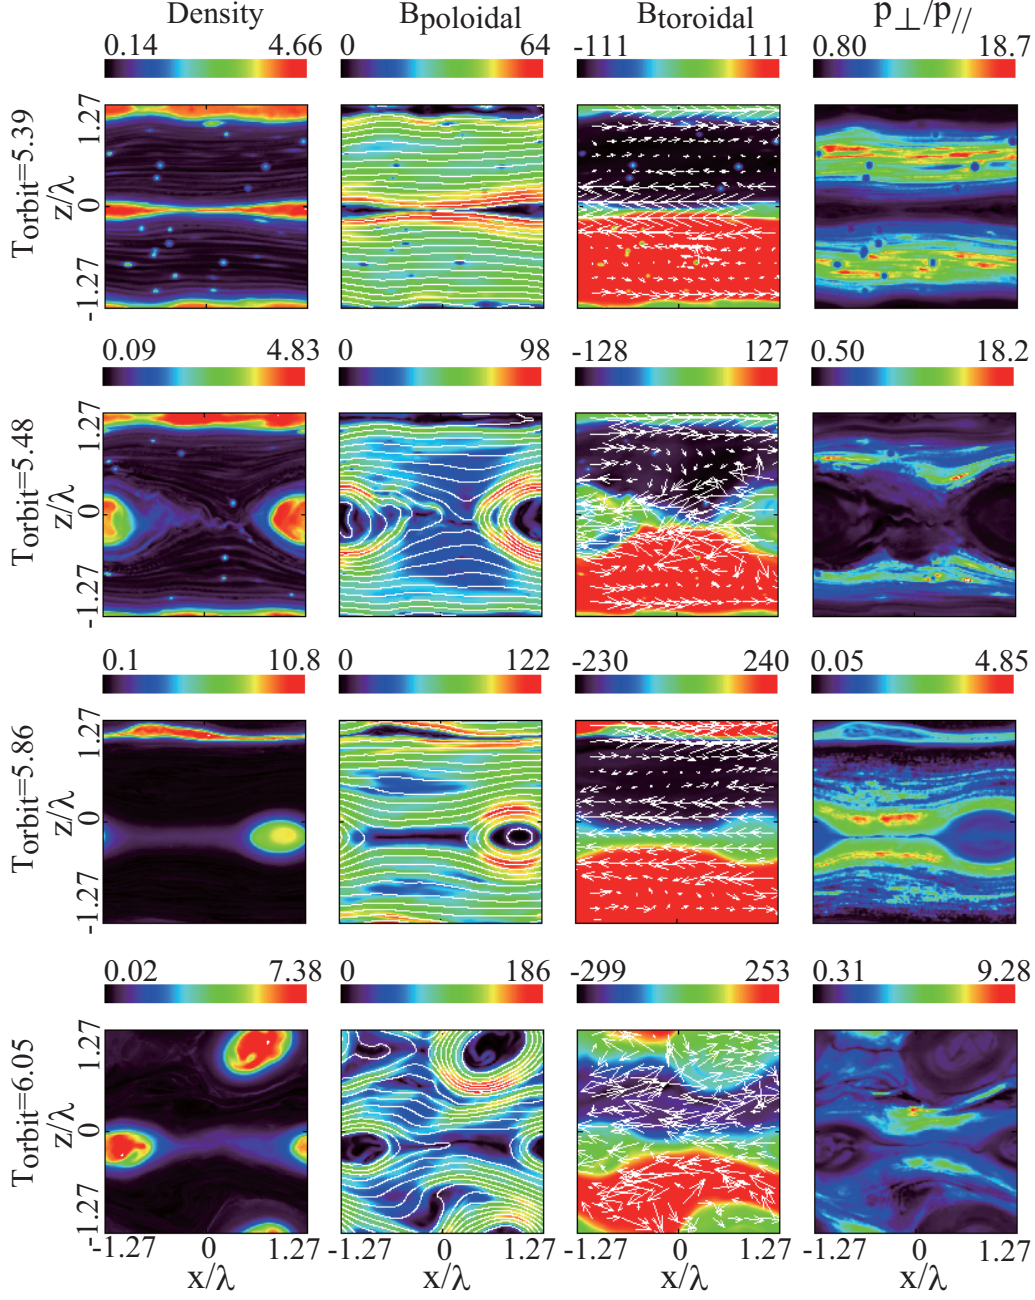 Density Bpoloidal Btoroidal p⊥/p//
0.14 4.66 0 64 -111 111 0.80 18.7
Torbit=5.39
z/λ
1.27
0
-1.27
0.09 4.83 0 98 -128 127 0.50 18.2
Torbit=5.48
z/λ
1.27
0
-1.27
0.1 10.8 0 122 -230 240 0.05 4.85
Torbit=5.86
z/λ
1.27
0
-1.27
0.02 7.38 0 186 -299 253 0.31 9.28
Torbit=6.05
z/λ
1.27
0
-1.27
-1.27 0 1.27 -1.27 0 1.27 -1.27 0 1.27 -1.27 0 1.27
x/λ x/λ x/λ x/λ